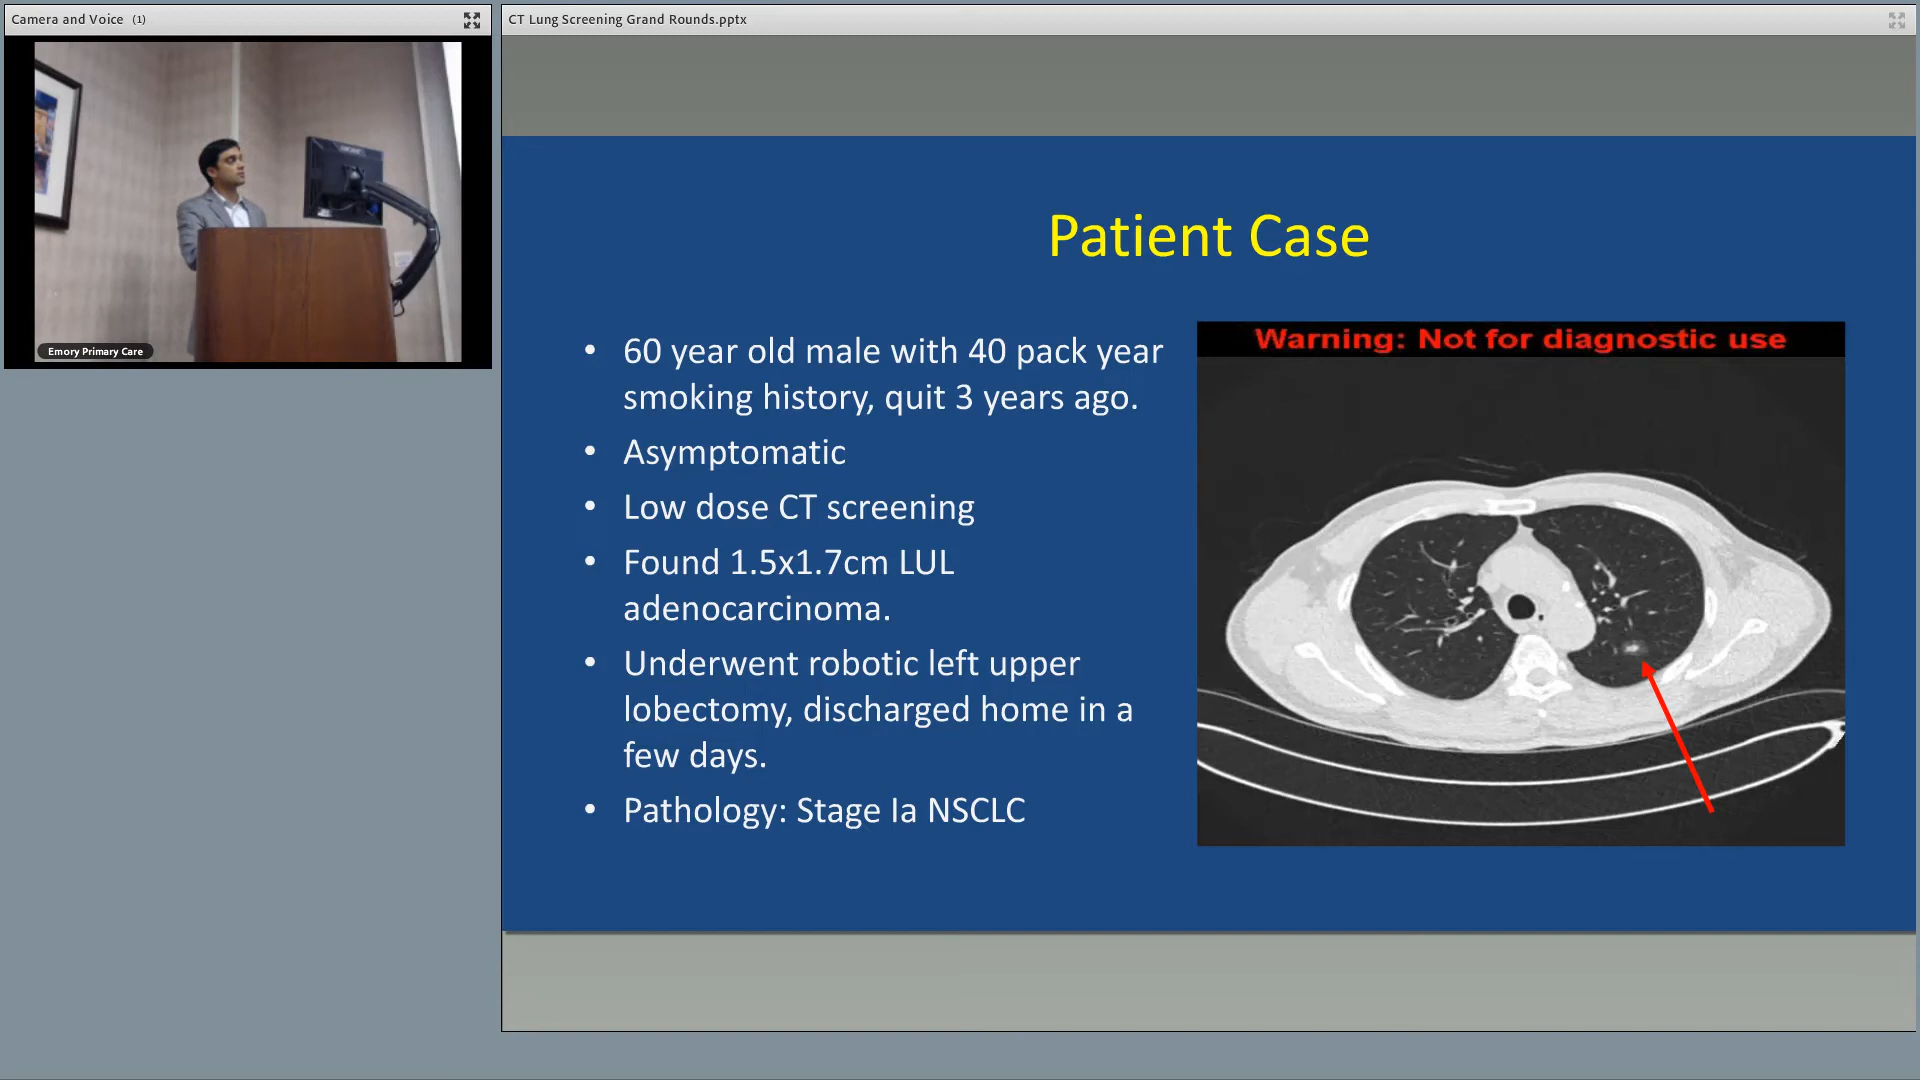 Camera and Voice (1)
Emory Primary Care
CT Lung Screening Grand Rounds.pptx
Patient Case
• 60 year old male with 40 pack year
smoking history, quit 3 years ago.
• Asymptomatic
• Low dose CT screening
• Found 1.5x1.7cm LUL
adenocarcinoma.
• Underwent robotic left upper
lobectomy, discharged home in a
few days.
• Pathology: Stage Ia NSCLC
Warning: Not for diagnostic use